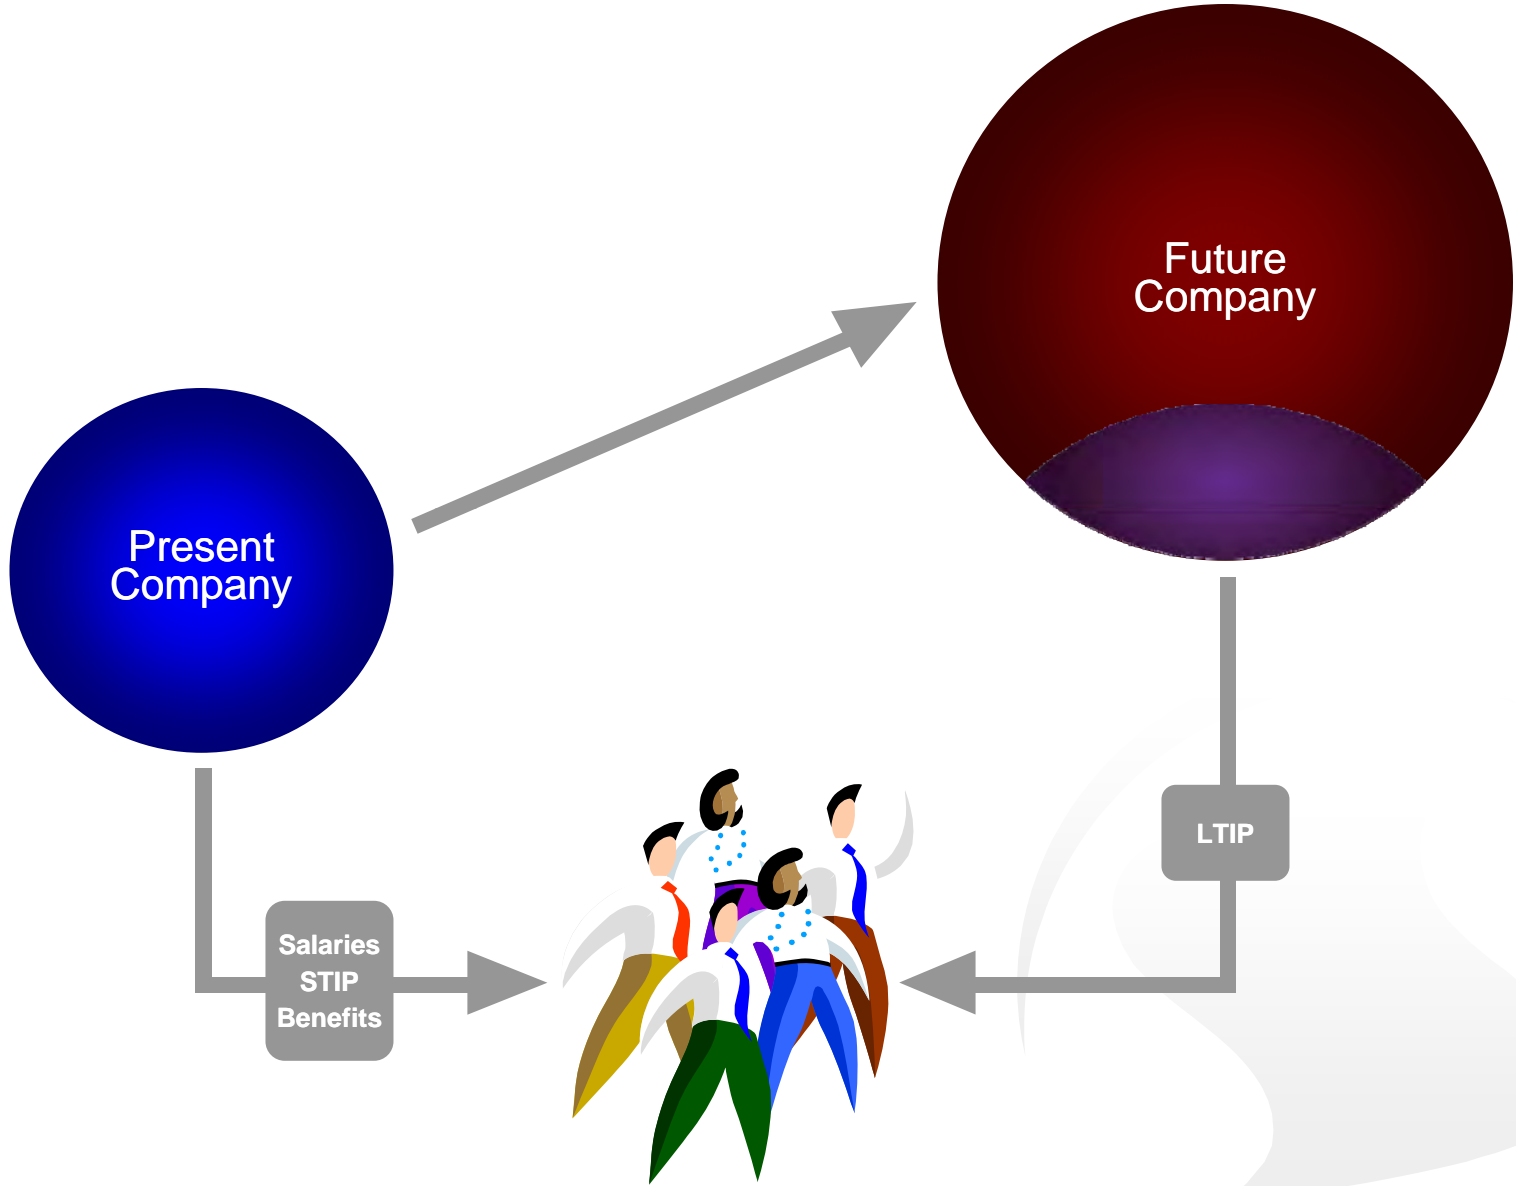 Future
Company
Present
Company
LTIP
Salaries
STIP
Benefits